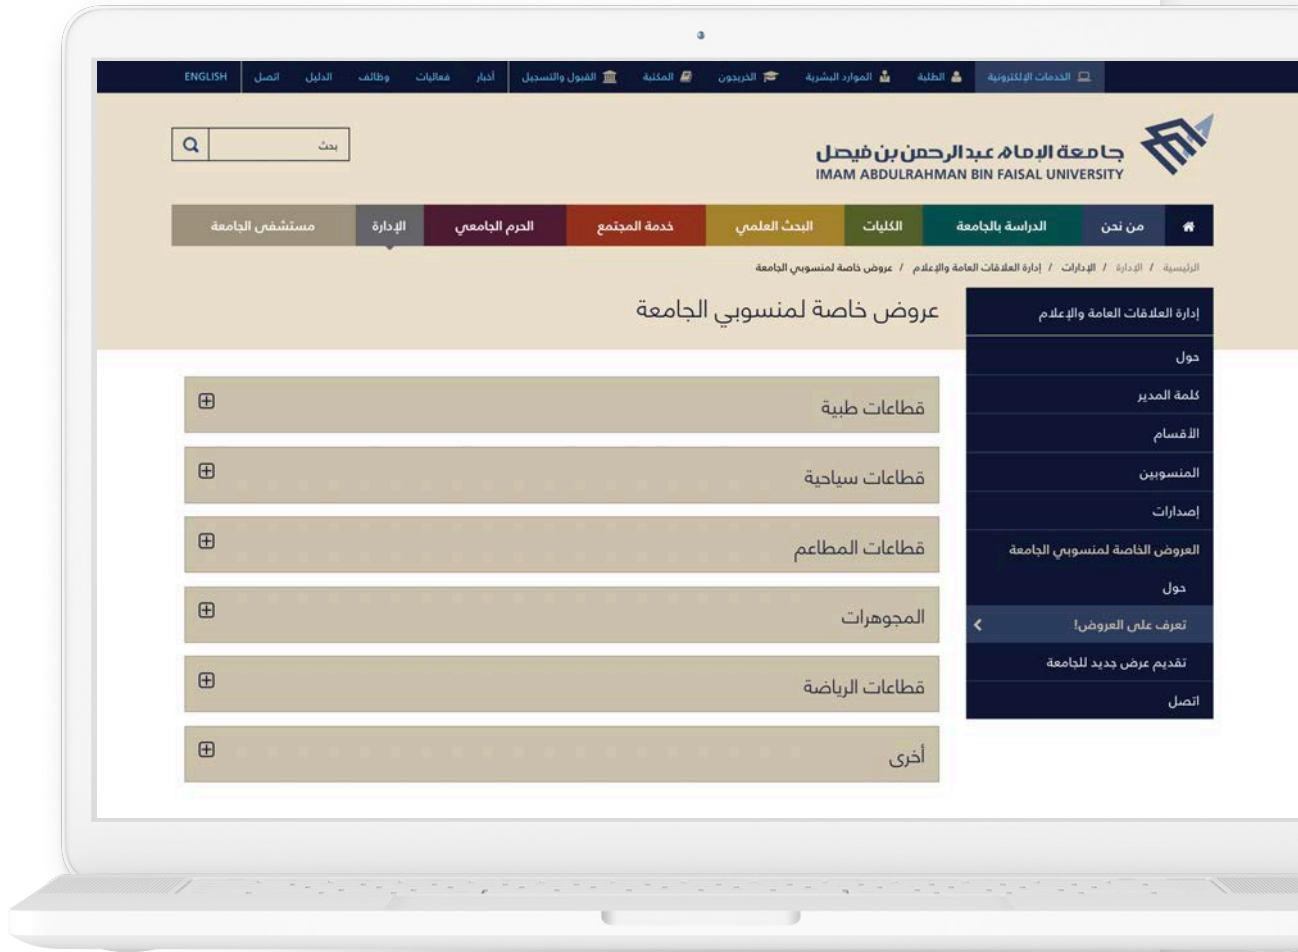 الخدمات الإلكترونية الطلبة الموارد البشرية الخريجون المكتبة القبول والتسجيل أخبار فعاليات وظائف الدليل اتصل ENGLISH
جامعة الإمام عبدالرحمن بن فيصل
IMAM ABDULRAHMAN BIN FAISAL UNIVERSITY
بحث
من نحن الدراسة بالجامعة الكليات البحث العلمي خدمة المجتمع الحرم الجامعي الإدارة مستشفى الجامعة
الرئيسية / الإدارة / الإدارات / إدارة العلاقات العامة والإعلام / عروض خاصة لمنسوبي الجامعة
إدارة العلاقات العامة والإعلام
حول
كلمة المدير
الأقسام
المنسوبين
إصدارات
العروض الخاصة لمنسوبي الجامعة
حول
تعرف على العروض!
تقديم عرض جديد للجامعة
اتصل
عروض خاصة لمنسوبي الجامعة
قطاعات طبية
قطاعات سياحية
قطاعات المطاعم
المجوهرات
قطاعات الرياضة
أخرى